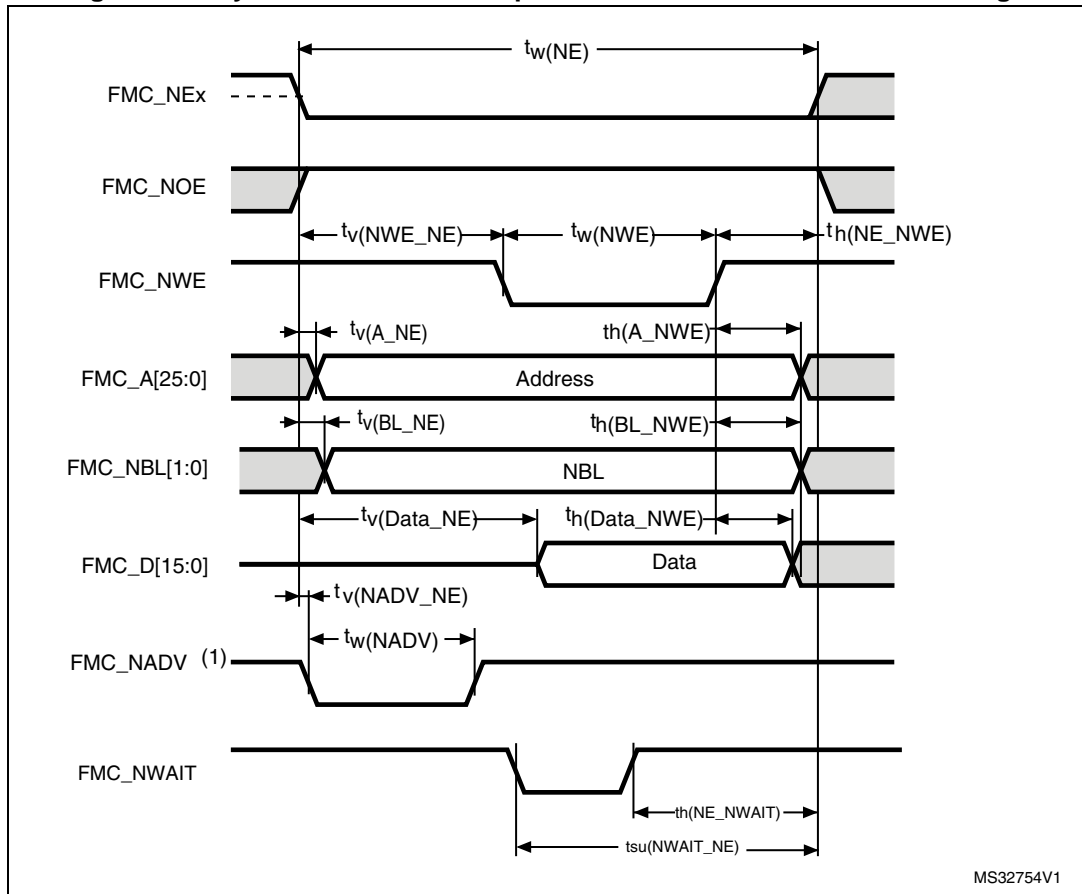 tw(NE)
FMC_NEx
FMC_NOE
tv(NWE_NE) tw(NWE) th(NE_NWE)
FMC_NWE
tv(A_NE) th(A_NWE)
FMC_A[25:0] Address
tv(BL_NE) th(BL_NWE)
FMC_NBL[1:0] NBL
tv(Data_NE) th(Data_NWE)
FMC_D[15:0] Data
tv(NADV_NE)
tw(NADV)
FMC_NADV (1)
FMC_NWAIT
th(NE_NWAIT)
tsu(NWAIT_NE)
MS32754V1